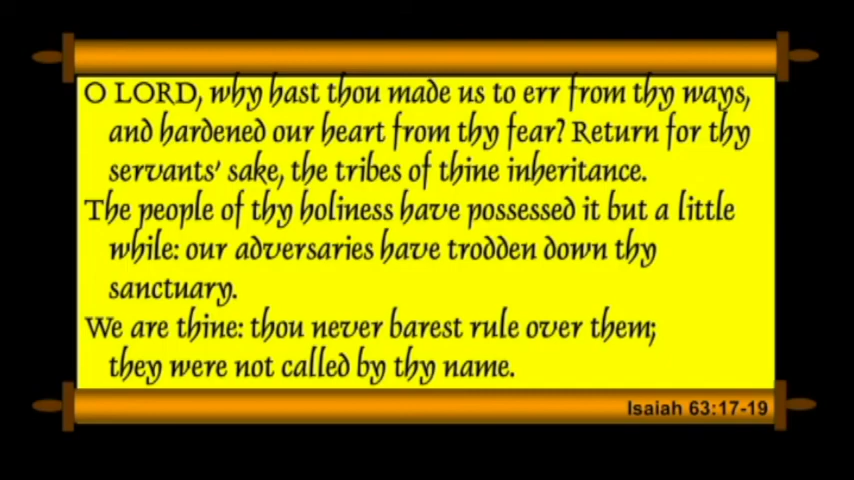 O LORD, why hast thou made us to err from thy ways,
and hardened our heart from thy fear? Return for thy
servants' sake, the tribes of thine inheritance.
The people of thy holiness have possessed it but a little
while: our adversaries have trodden down thy
sanctuary.
We are thine: thou never barest rule over them;
they were not called by thy name.
Isaiah 63:17-19